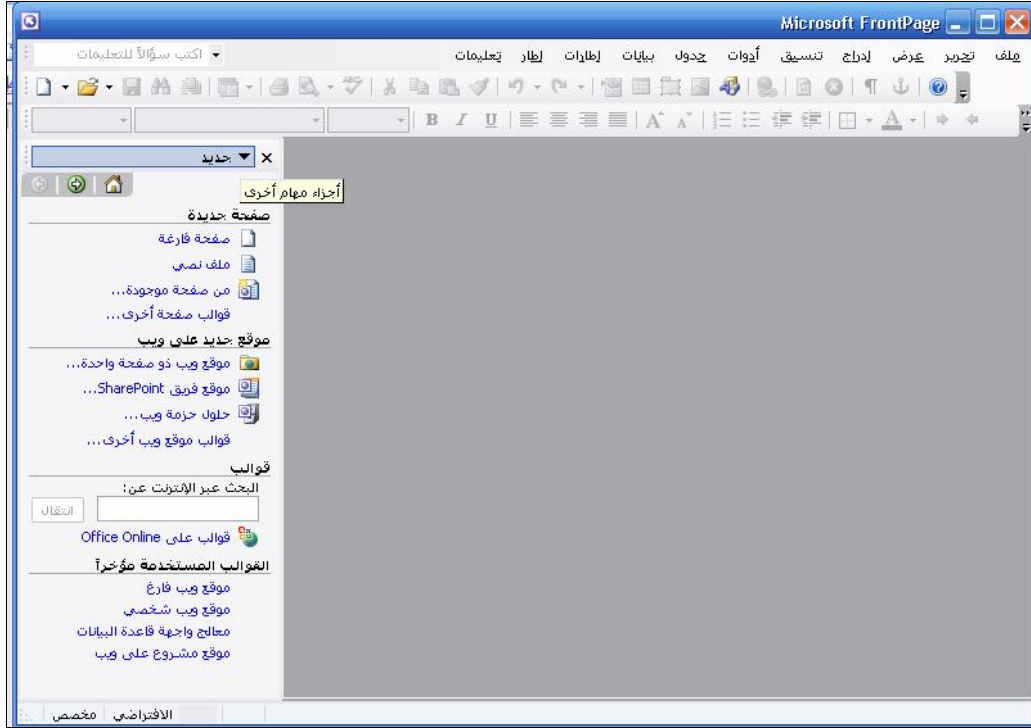 Microsoft FrontPage
ملف تحرير عرض إدراج تنسيق أدوات جدول بيانات إطارات إطار تعليمات اكتب سؤالاً للتعليمات
B I U A A A
جديد
أجزاء مهام أخرى
صفحة جديدة
صفحة فارغة
ملف نصي
من صفحة موجودة...
قوالب صفحة أخرى...
موقع جديد على ويب
موقع ويب ذو صفحة واحدة...
موقع فريق SharePoint...
حلول حزمة ويب...
قوالب موقع ويب أخرى...
قوالب
البحث عبر الإنترنت عن:
انتقال
قوالب على Office Online
القوالب المستخدمة مؤخراً
موقع ويب فارغ
موقع ويب شخصي
معالج واجهة قاعدة البيانات
موقع مشروع على ويب
الافتراضي مخصص